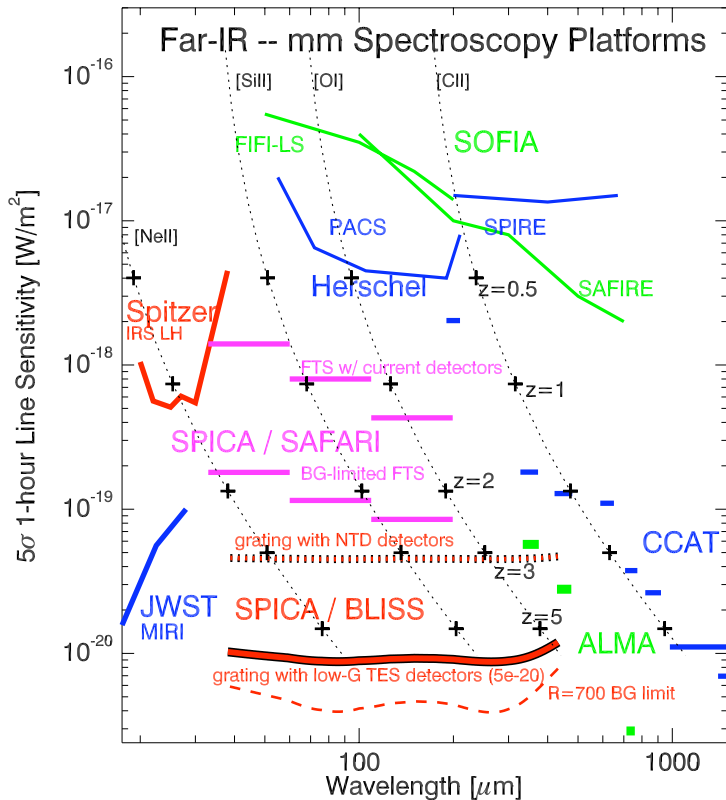 Far-IR -- mm Spectroscopy Platforms
10⁻¹⁶
[SiII]
[OI]
[CII]
FIFI-LS
SOFIA
10⁻¹⁷
[NeII]
PACS
SPIRE
Herschel
z=0.5
SAFIRE
Spitzer
IRS LH
10⁻¹⁸
FTS w/ current detectors
z=1
SPICA / SAFARI
BG-limited FTS
z=2
10⁻¹⁹
grating with NTD detectors
CCAT
z=3
JWST
MIRI
SPICA / BLISS
z=5
ALMA
10⁻²⁰
grating with low-G TES detectors (5e-20)
R=700 BG limit
5σ 1-hour Line Sensitivity [W/m²]
100
1000
Wavelength [μm]